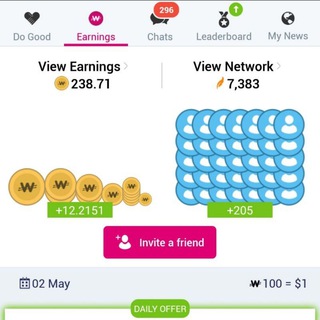 296
Do Good Earnings Chats Leaderboard My News
View Earnings View Network
238.71 7,383
+12.2151 +205
Invite a friend
02 May ₩100 = $1
DAILY OFFER